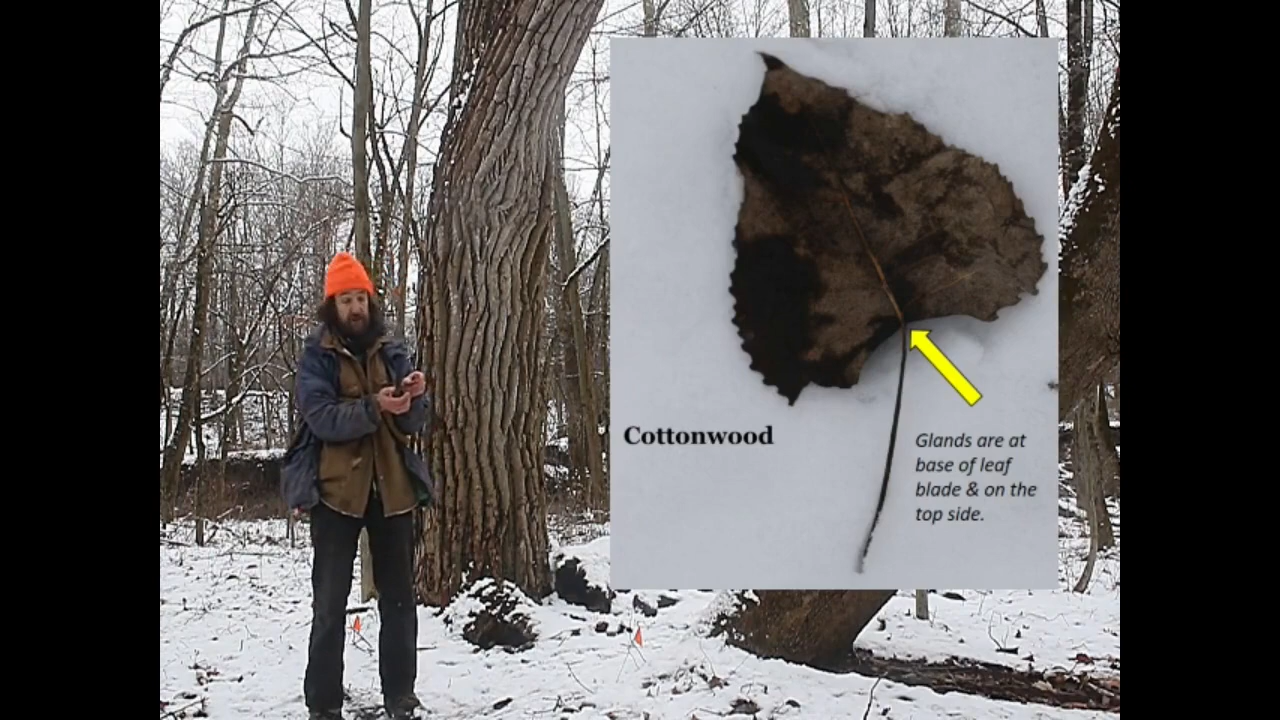 Cottonwood
Glands are at
base of leaf
blade & on the
top side.